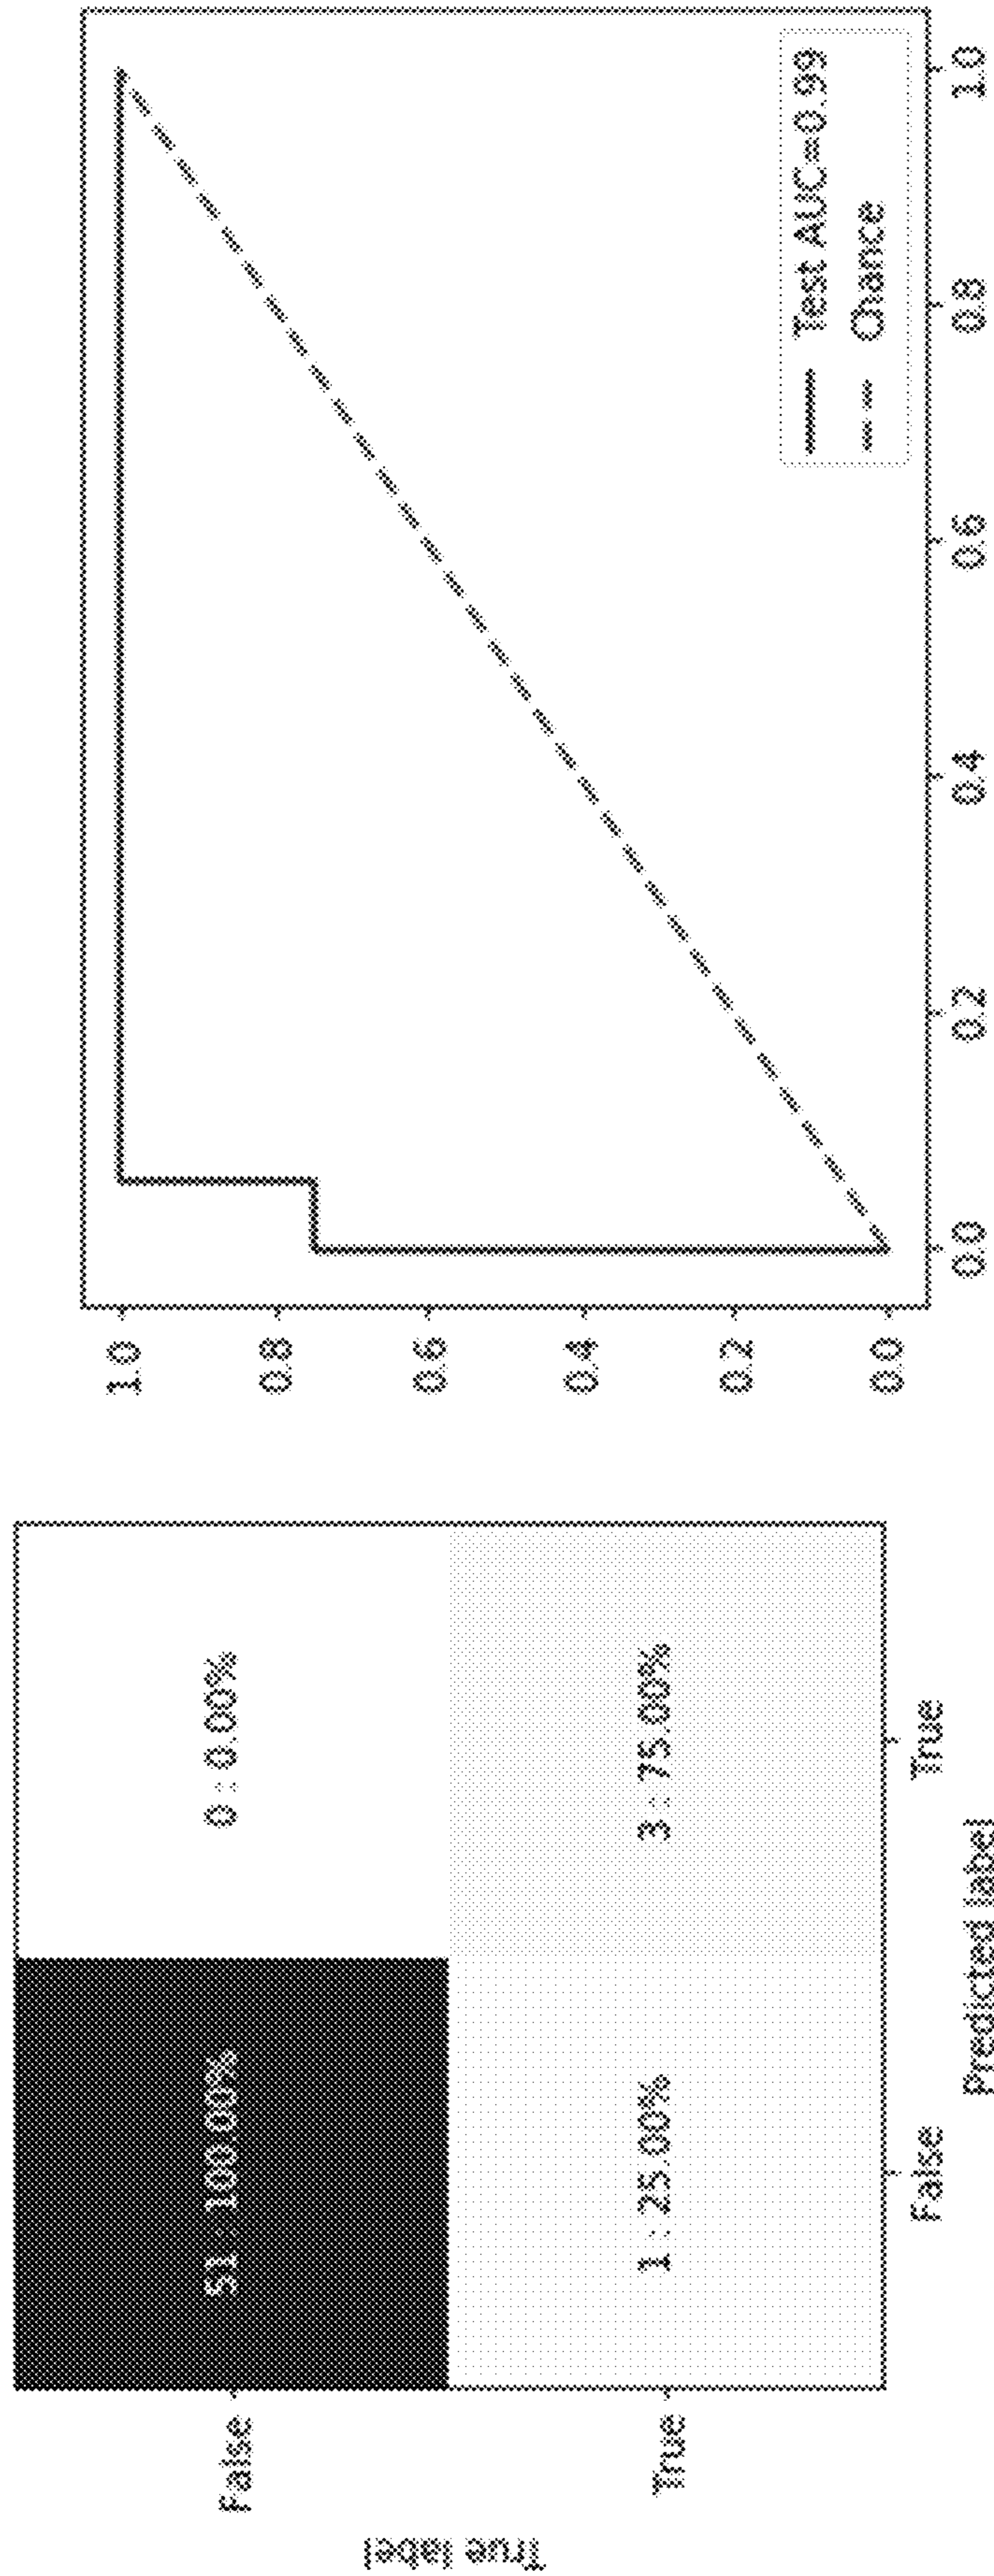 True label
False
True
51 : 100.00%
0 : 0.00%
1 : 25.00%
3 : 75.00%
False
True
Predicted label
1.0
0.8
0.6
0.4
0.2
0.0
Test AUC=0.99
Chance
0.0
0.2
0.4
0.6
0.8
1.0